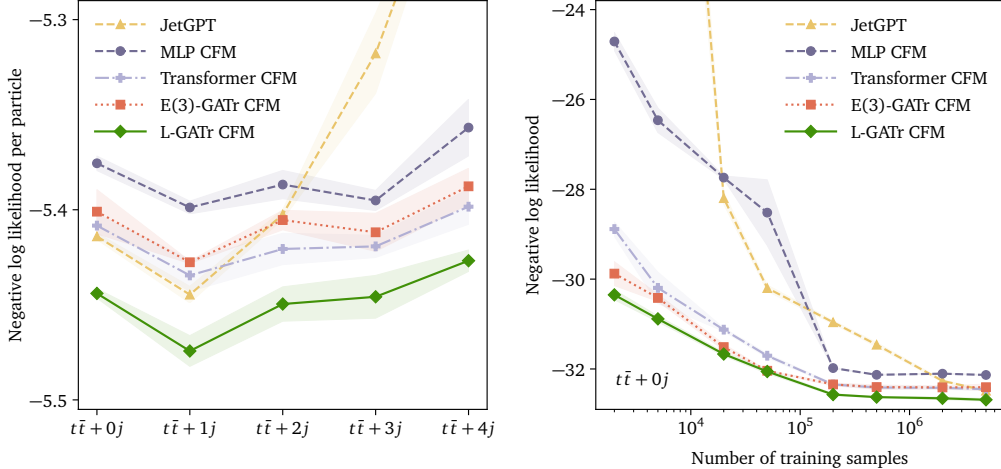 Negative log likelihood per particle
−5.3
−5.4
−5.5
JetGPT
MLP CFM
Transformer CFM
E(3)-GATr CFM
L-GATr CFM
tt̄ + 0j
tt̄ + 1j
tt̄ + 2j
tt̄ + 3j
tt̄ + 4j
Negative log likelihood
−24
−26
−28
−30
−32
JetGPT
MLP CFM
Transformer CFM
E(3)-GATr CFM
L-GATr CFM
tt̄ + 0j
10⁴
10⁵
10⁶
Number of training samples